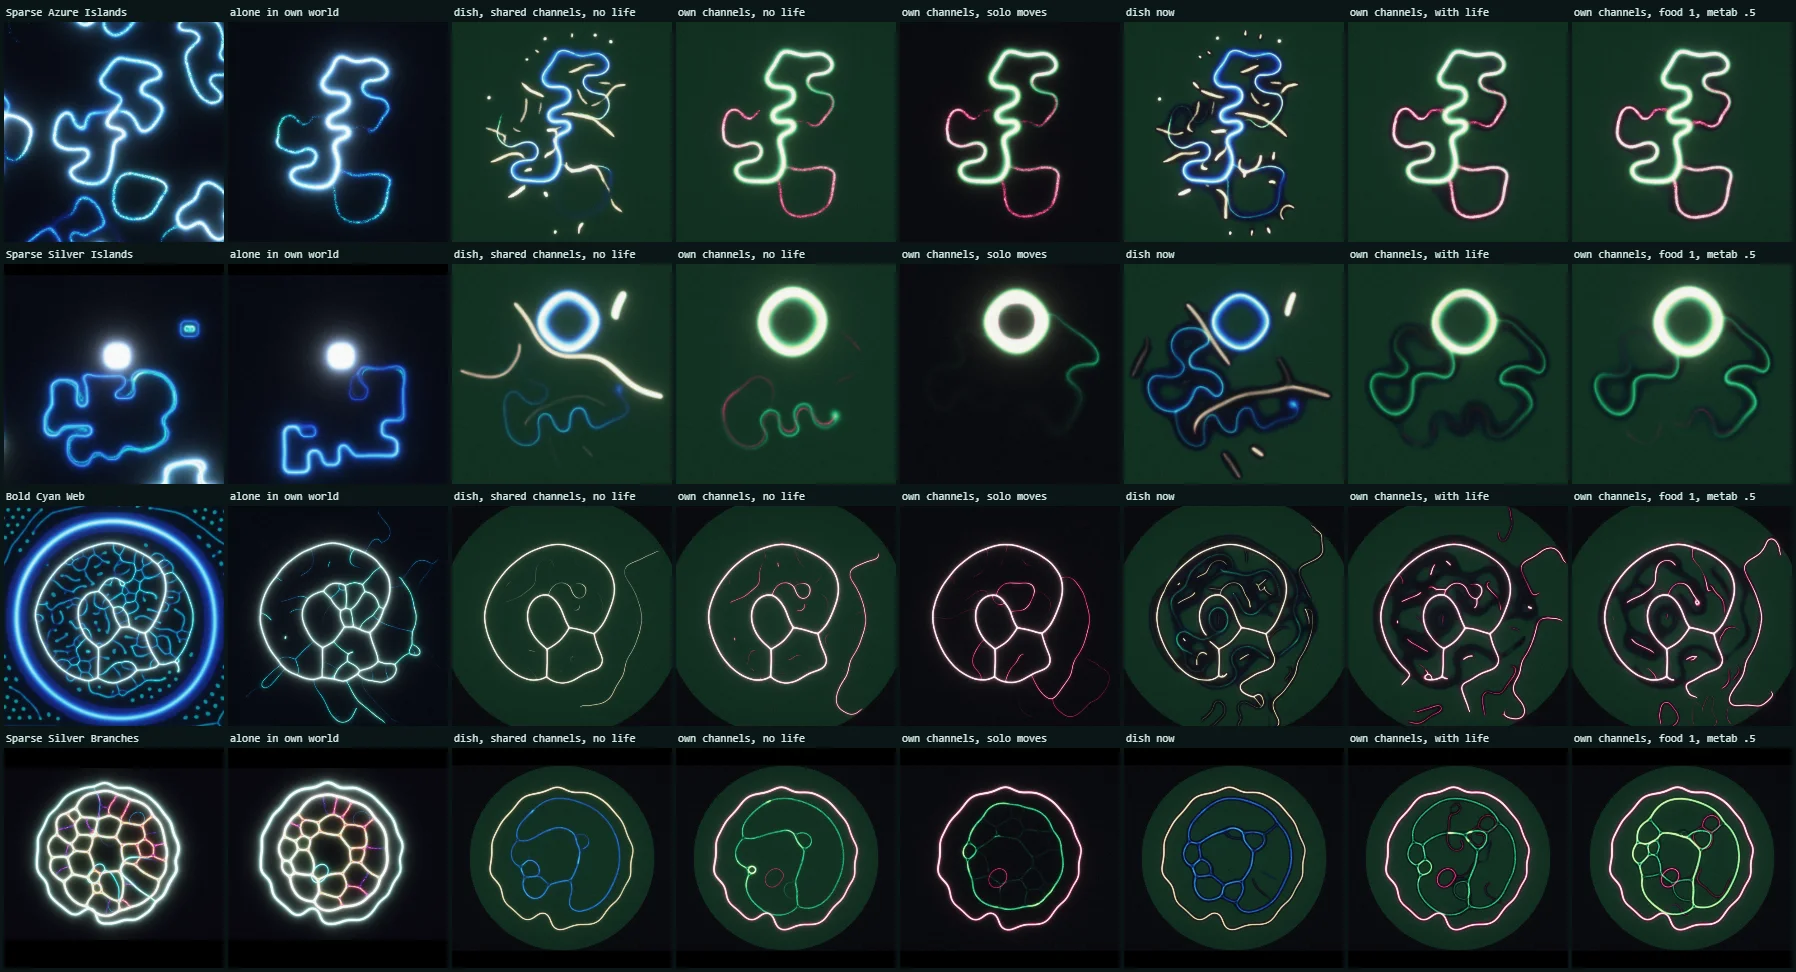 Sparse Azure Islands
alone in own world
dish, shared channels, no life
own channels, no life
own channels, solo moves
dish now
own channels, with life
own channels, food 1, metab .5
Sparse Silver Islands
alone in own world
dish, shared channels, no life
own channels, no life
own channels, solo moves
dish now
own channels, with life
own channels, food 1, metab .5
Bold Cyan Web
alone in own world
dish, shared channels, no life
own channels, no life
own channels, solo moves
dish now
own channels, with life
own channels, food 1, metab .5
Sparse Silver Branches
alone in own world
dish, shared channels, no life
own channels, no life
own channels, solo moves
dish now
own channels, with life
own channels, food 1, metab .5